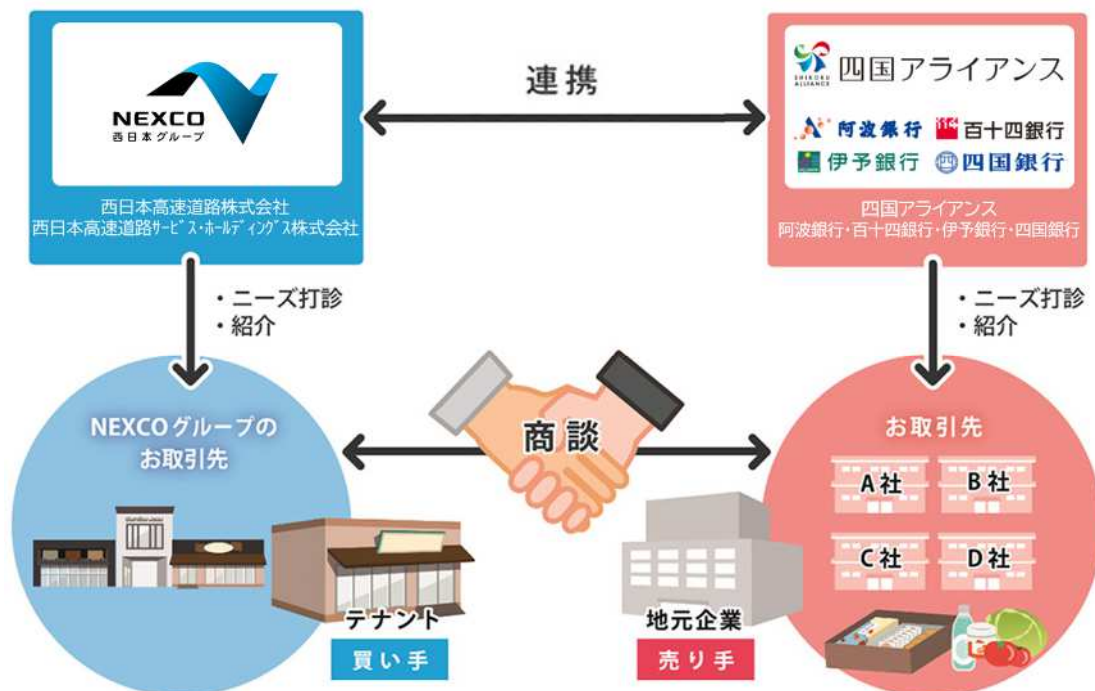 NEXCO
西日本グループ
西日本高速道路株式会社
西日本高速道路サービス・ホールディングス株式会社
連携
SHIKOKU
ALLIANCE
四国アライアンス
阿波銀行
114
百十四銀行
伊予銀行
四国銀行
四国アライアンス
阿波銀行・百十四銀行・伊予銀行・四国銀行
・ニーズ打診
・紹介
・ニーズ打診
・紹介
NEXCOグループの
お取引先
商談
お取引先
A社
B社
C社
D社
テナント
買い手
地元企業
売り手